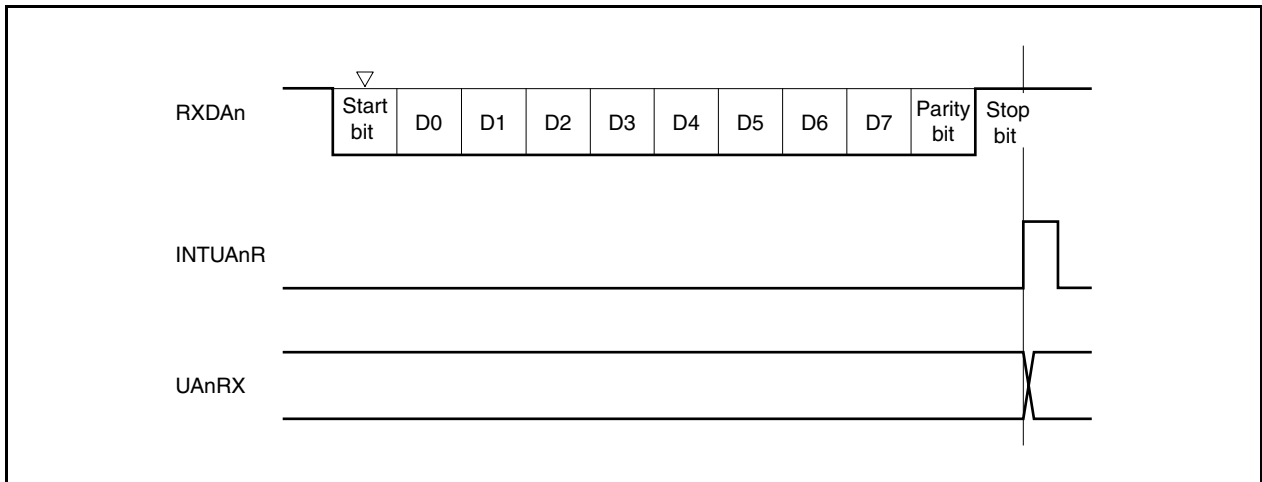 RXDAn
Start bit
D0
D1
D2
D3
D4
D5
D6
D7
Parity bit
Stop bit
INTUAnR
UAnRX